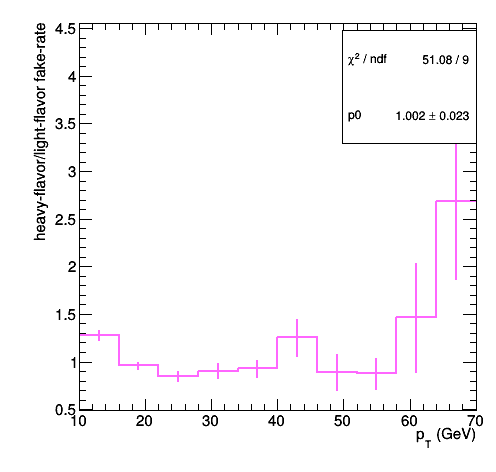 heavy-flavor/light-flavor fake-rate
4.5
4
3.5
3
2.5
2
1.5
1
0.5
χ² / ndf 51.08 / 9
p0 1.002 ± 0.023
10 20 30 40 50 60 70
p_T (GeV)